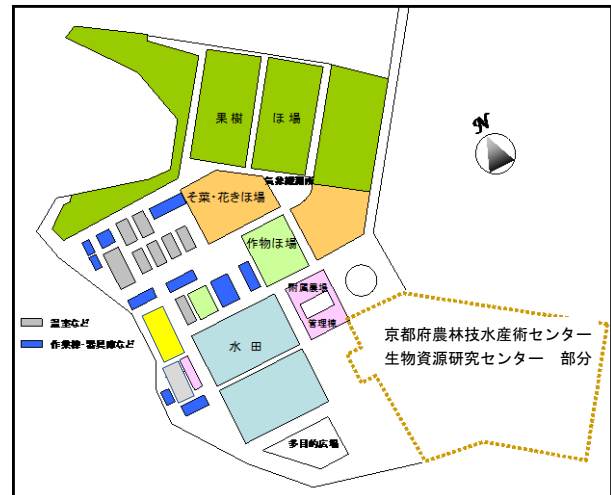 N
果樹 ほ場
気象観測所
そ菜・花きほ場
作物ほ場
附属農場
管理棟
温室など
作業棟・器具庫など
水田
京都府農林技水産術センター
生物資源研究センター 部分
多目的広場